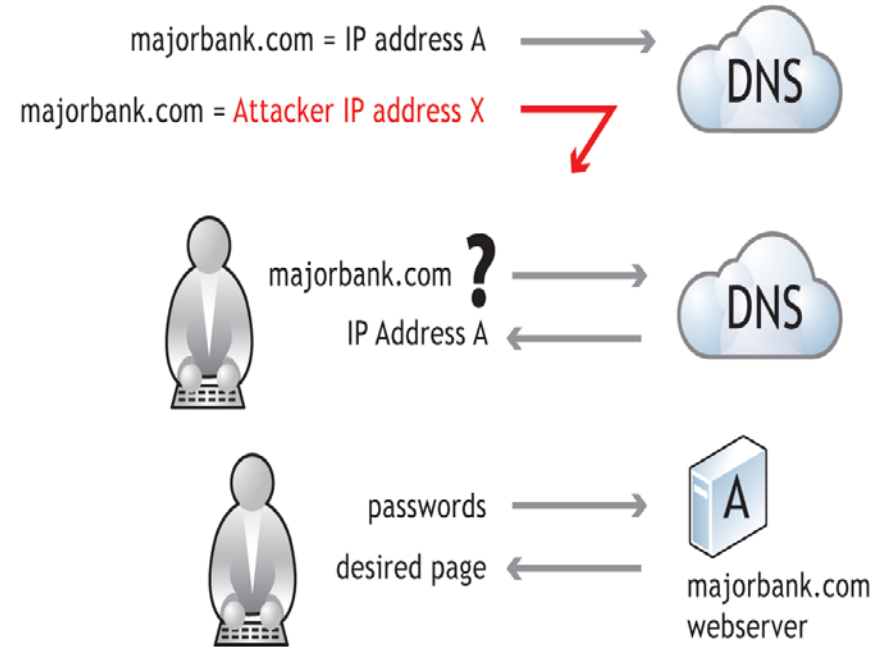 majorbank.com = IP address A
DNS
majorbank.com = Attacker IP address X
majorbank.com ?
DNS
IP Address A
passwords
A
desired page
majorbank.com
webserver